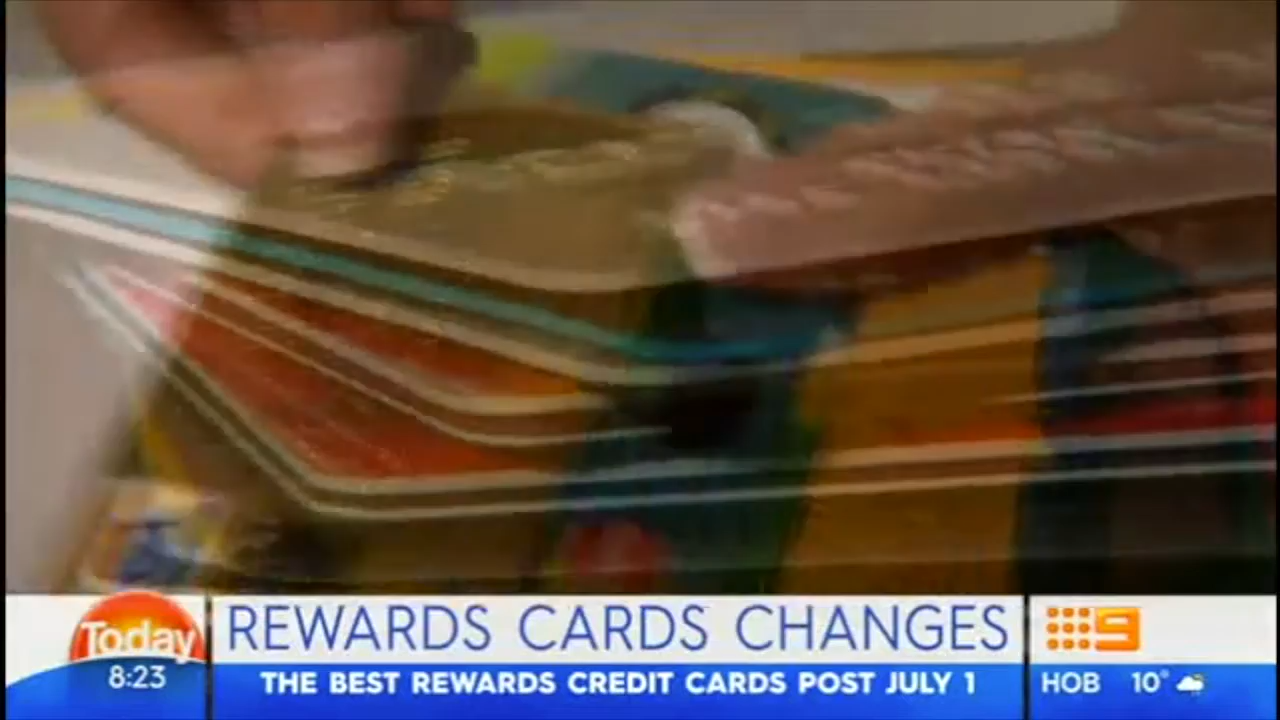 Today
8:23
REWARDS CARDS CHANGES
THE BEST REWARDS CREDIT CARDS POST JULY 1
9
HOB 10°